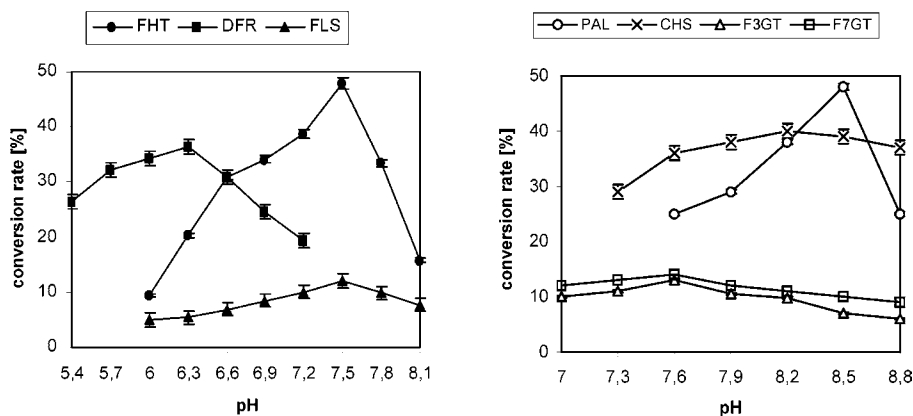 FHT DFR FLS
50
40
30
20
10
0
conversion rate [%]
5,4 5,7 6 6,3 6,6 6,9 7,2 7,5 7,8 8,1
pH
PAL CHS F3GT F7GT
50
40
30
20
10
0
conversion rate [%]
7 7,3 7,6 7,9 8,2 8,5 8,8
pH